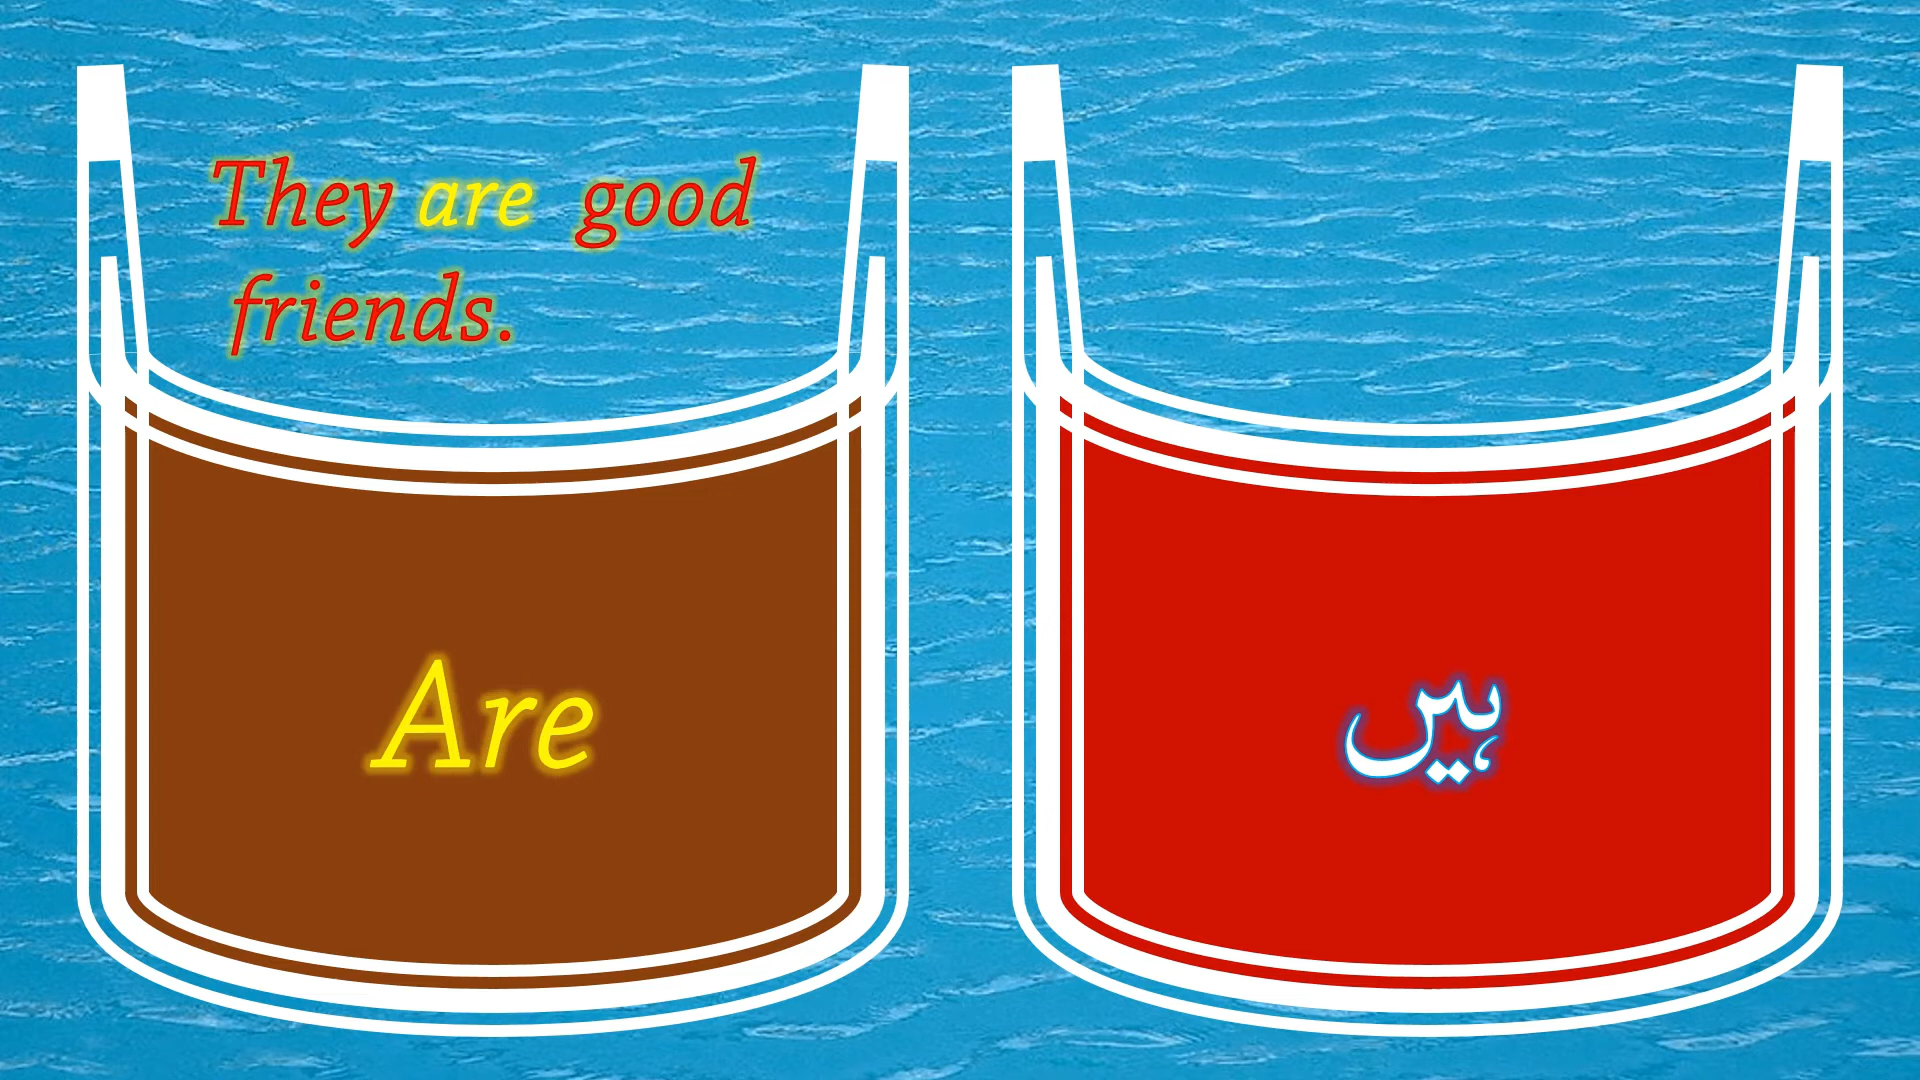 They are good
friends.
Are
ہیں